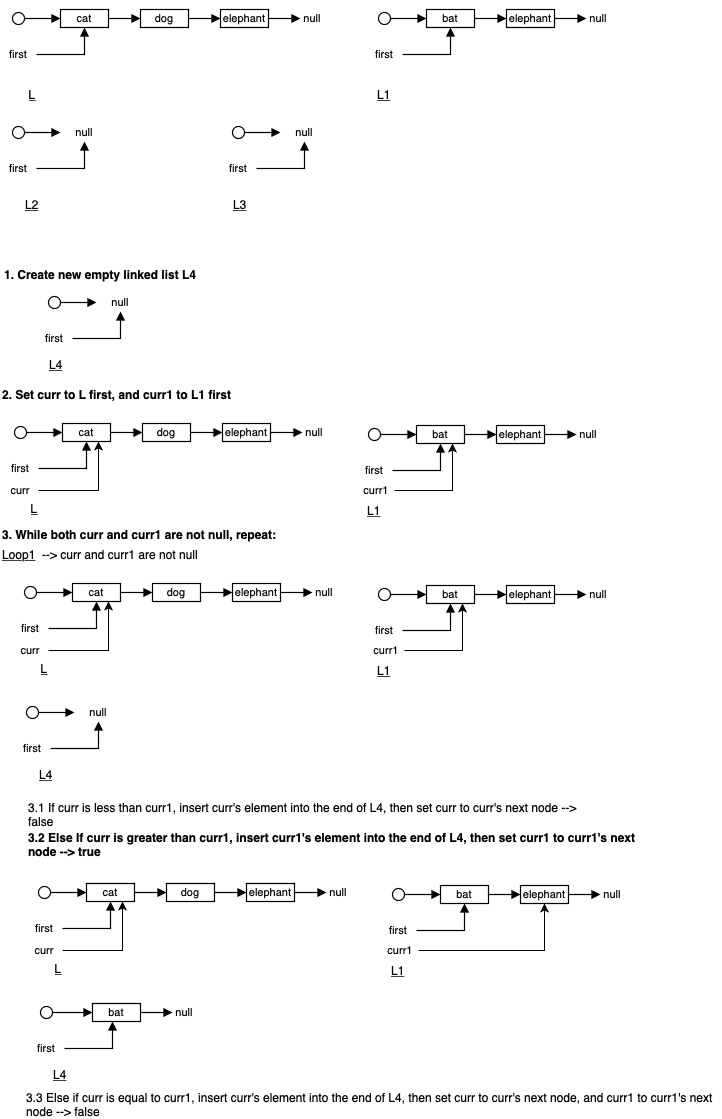 cat dog elephant null bat elephant null
first first
L L1
null null
first first
L2 L3
1. Create new empty linked list L4
null
first
L4
2. Set curr to L first, and curr1 to L1 first
cat dog elephant null bat elephant null
first first
curr curr1
L L1
3. While both curr and curr1 are not null, repeat:
Loop1 --> curr and curr1 are not null
cat dog elephant null bat elephant null
first first
curr curr1
L L1
null
first
L4
3.1 If curr is less than curr1, insert curr's element into the end of L4, then set curr to curr's next node -->
false
3.2 Else If curr is greater than curr1, insert curr1's element into the end of L4, then set curr1 to curr1's next
node --> true
cat dog elephant null bat elephant null
first first
curr curr1
L L1
bat null
first
L4
3.3 Else if curr is equal to curr1, insert curr's element into the end of L4, then set curr to curr's next node, and curr1 to curr1's next
node --> false